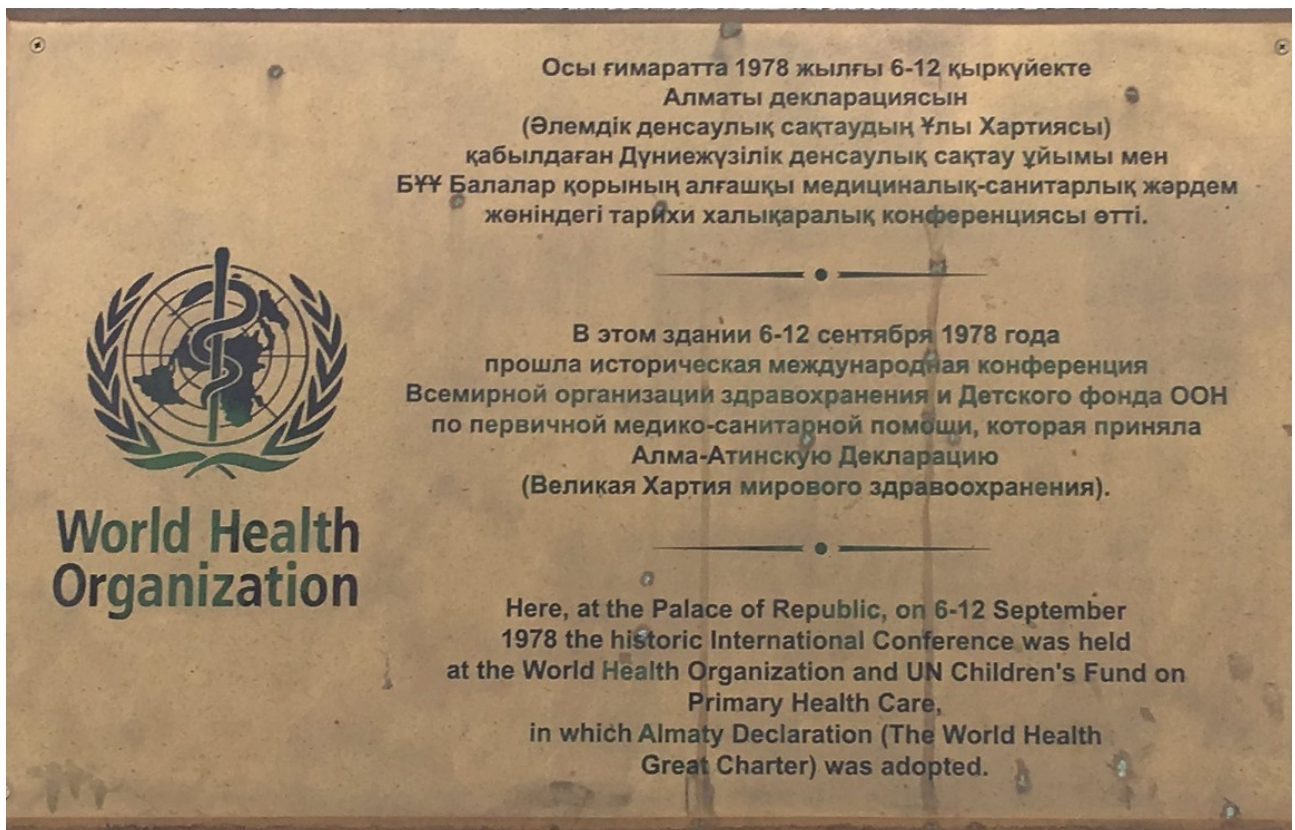 Осы ғимаратта 1978 жылғы 6-12 қыркүйекте
Алматы декларациясын
(Әлемдік денсаулық сақтаудың Ұлы Хартиясы)
қабылдаған Дүниежүзілік денсаулық сақтау ұйымы мен
БҰҰ Балалар қорының алғашқы медициналық-санитарлық жәрдем
жөніндегі тарихи халықаралық конференциясы өтті.
В этом здании 6-12 сентября 1978 года
прошла историческая международная конференция
Всемирной организации здравохранения и Детского фонда ООН
по первичной медико-санитарной помощи, которая приняла
Алма-Атинскую Декларацию
(Великая Хартия мирового здравоохранения).
World Health
Organization
Here, at the Palace of Republic, on 6-12 September
1978 the historic International Conference was held
at the World Health Organization and UN Children's Fund on
Primary Health Care,
in which Almaty Declaration (The World Health
Great Charter) was adopted.